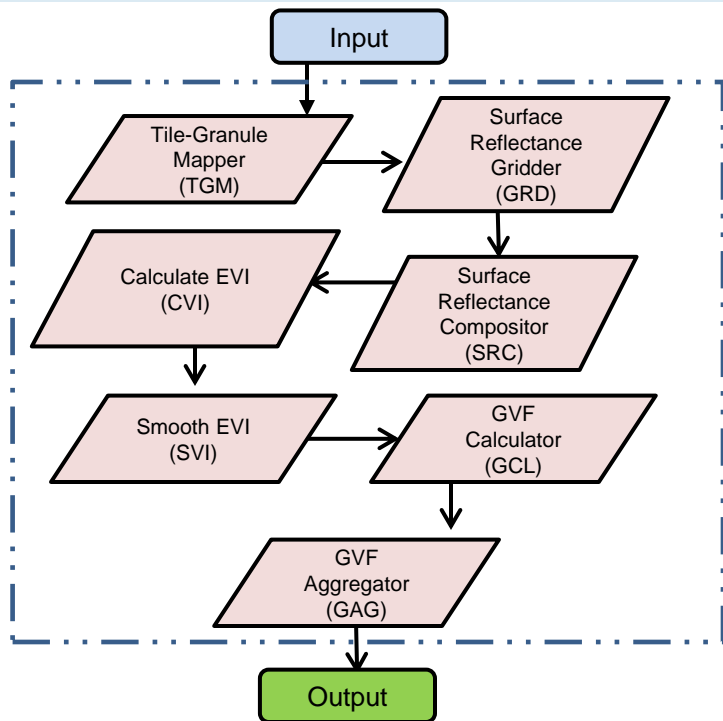 Input
Tile-Granule
Mapper
(TGM)
Surface
Reflectance
Gridder
(GRD)
Calculate EVI
(CVI)
Surface
Reflectance
Compositor
(SRC)
Smooth EVI
(SVI)
GVF
Calculator
(GCL)
GVF
Aggregator
(GAG)
Output